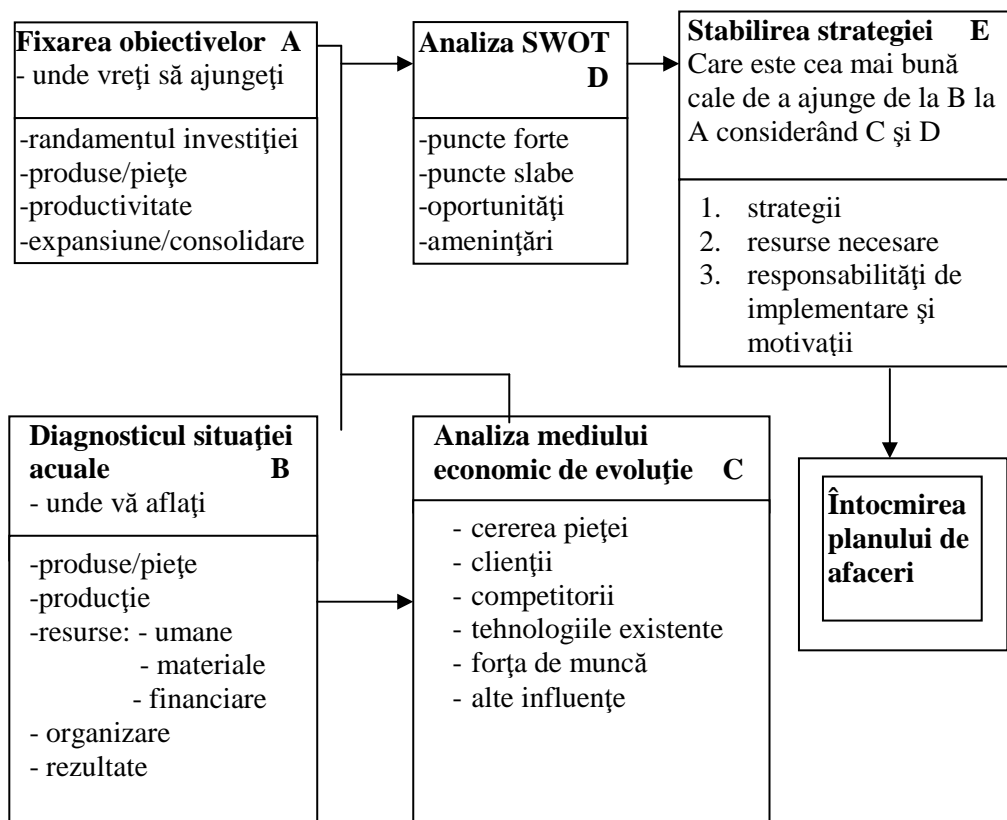 Fixarea obiectivelor A
- unde vreți să ajungeți
-randamentul investiţiei
-produse/pieţe
-productivitate
-expansiune/consolidare
Analiza SWOT
D
-puncte forte
-puncte slabe
-oportunităţi
-ameninţări
Stabilirea strategiei E
Care este cea mai bună
cale de a ajunge de la B la
A considerând C şi D
1. strategii
2. resurse necesare
3. responsabilităţi de
implementare şi
motivaţii
Diagnosticul situaţiei
acuale B
- unde vă aflaţi
-produse/pieţe
-producţie
-resurse: - umane
- materiale
- financiare
- organizare
- rezultate
Analiza mediului
economic de evoluţie C
- cererea pieţei
- clienţii
- competitorii
- tehnologiile existente
- forţa de muncă
- alte influenţe
Întocmirea
planului de
afaceri